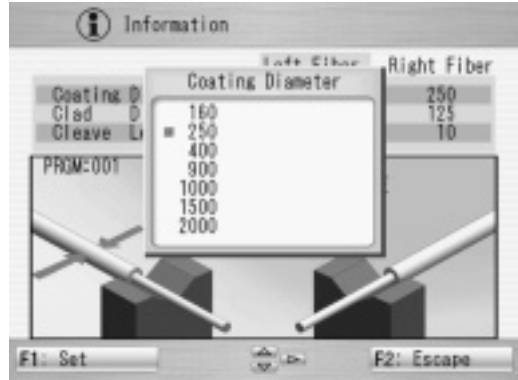 Information
Left Fiber Right Fiber
Coating D 250
Clad D 125
Cleave Le 10
Coating Diameter
160
250
400
900
1000
1500
2000
PRGM:001
F1: Set
F2: Escape